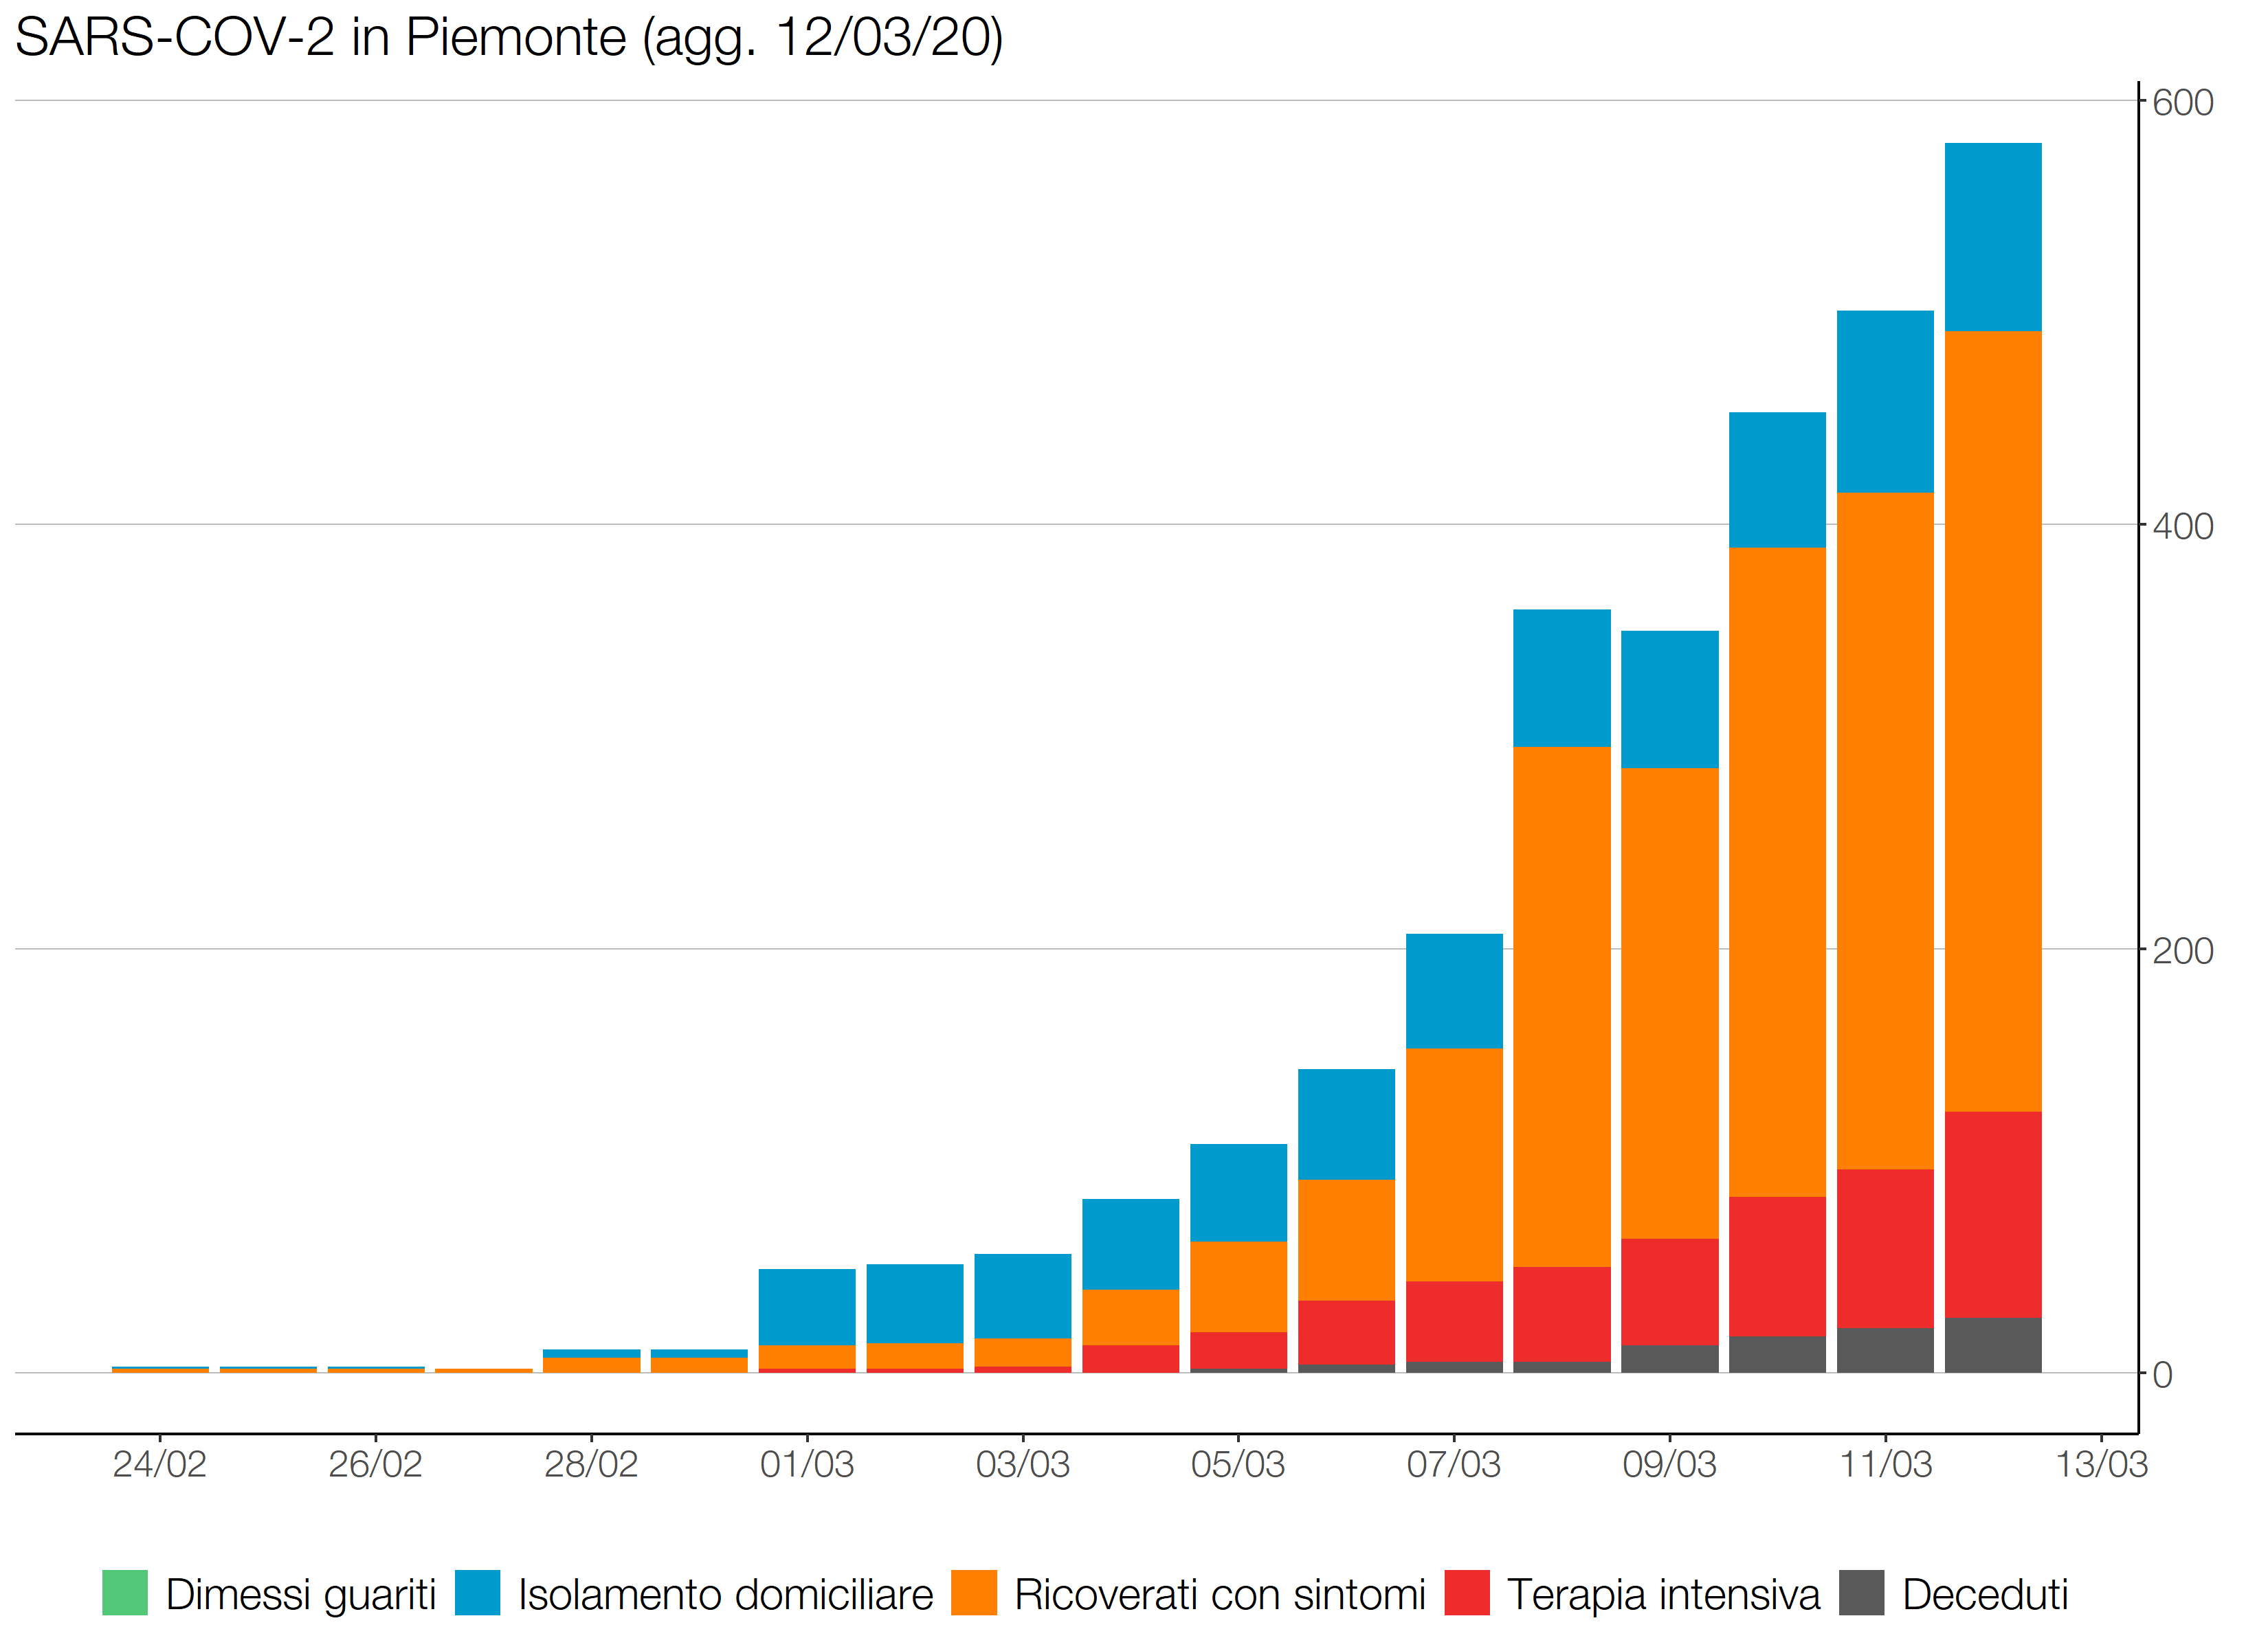 SARS-COV-2 in Piemonte (agg. 12/03/20)
600
400
200
0
24/02 26/02 28/02 01/03 03/03 05/03 07/03 09/03 11/03 13/03
Dimessi guariti Isolamento domiciliare Ricoverati con sintomi Terapia intensiva Deceduti